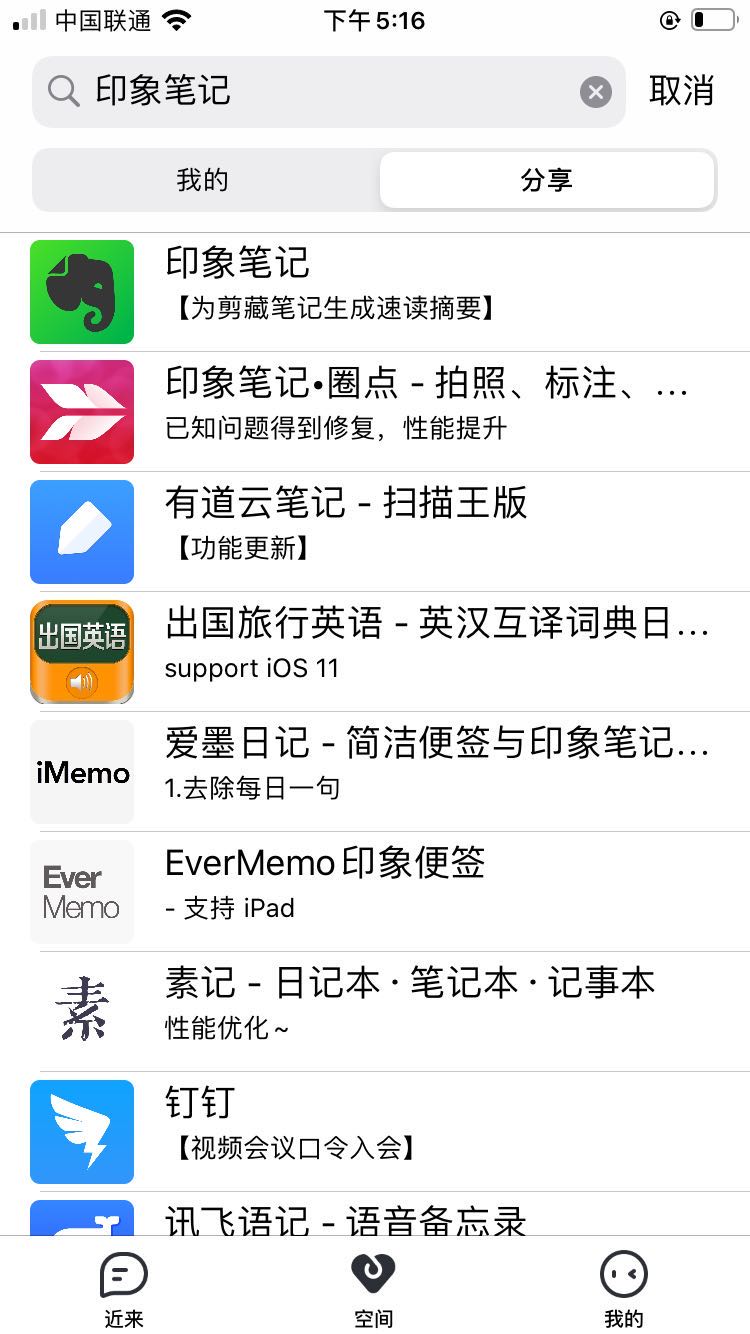 中国联通
下午5:16
印象笔记
取消
我的
分享
印象笔记
【为剪藏笔记生成速读摘要】
印象笔记•圈点 - 拍照、标注、...
已知问题得到修复，性能提升
有道云笔记 - 扫描王版
【功能更新】
出国英语
出国旅行英语 - 英汉互译词典日...
support iOS 11
iMemo
爱墨日记 - 简洁便签与印象笔记...
1.去除每日一句
Ever
Memo
EverMemo印象便签
- 支持 iPad
素
素记 - 日记本 · 笔记本 · 记事本
性能优化~
钉钉
【视频会议口令入会】
讯飞语记 - 语音备忘录
近来
空间
我的